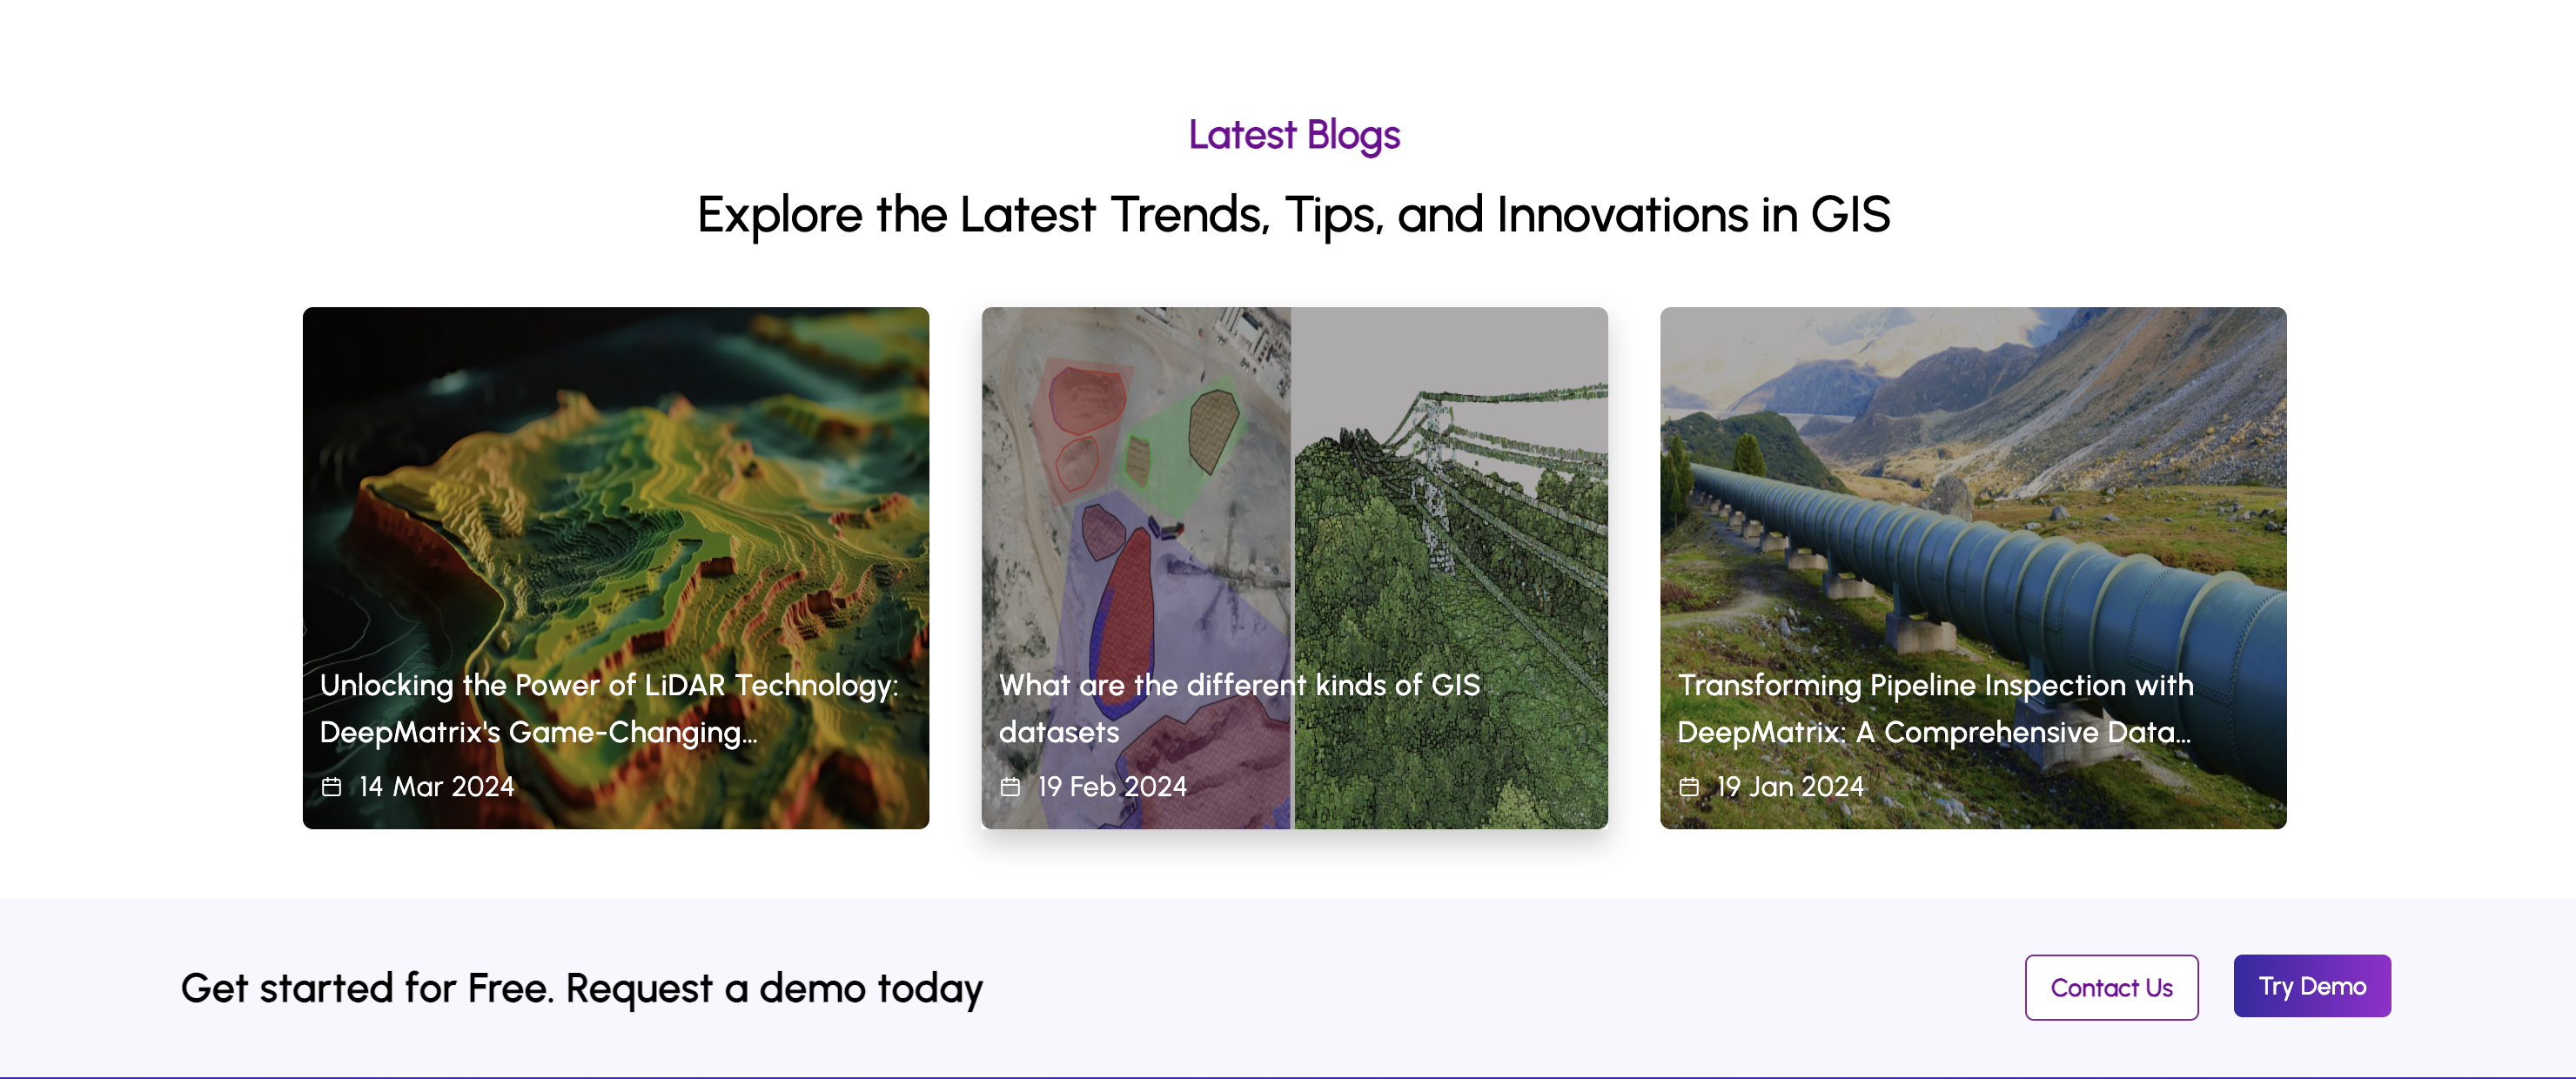 Latest Blogs
Explore the Latest Trends, Tips, and Innovations in GIS
Unlocking the Power of LiDAR Technology:
DeepMatrix's Game-Changing...
14 Mar 2024
What are the different kinds of GIS
datasets
19 Feb 2024
Transforming Pipeline Inspection with
DeepMatrix: A Comprehensive Data...
19 Jan 2024
Get started for Free. Request a demo today
Contact Us
Try Demo